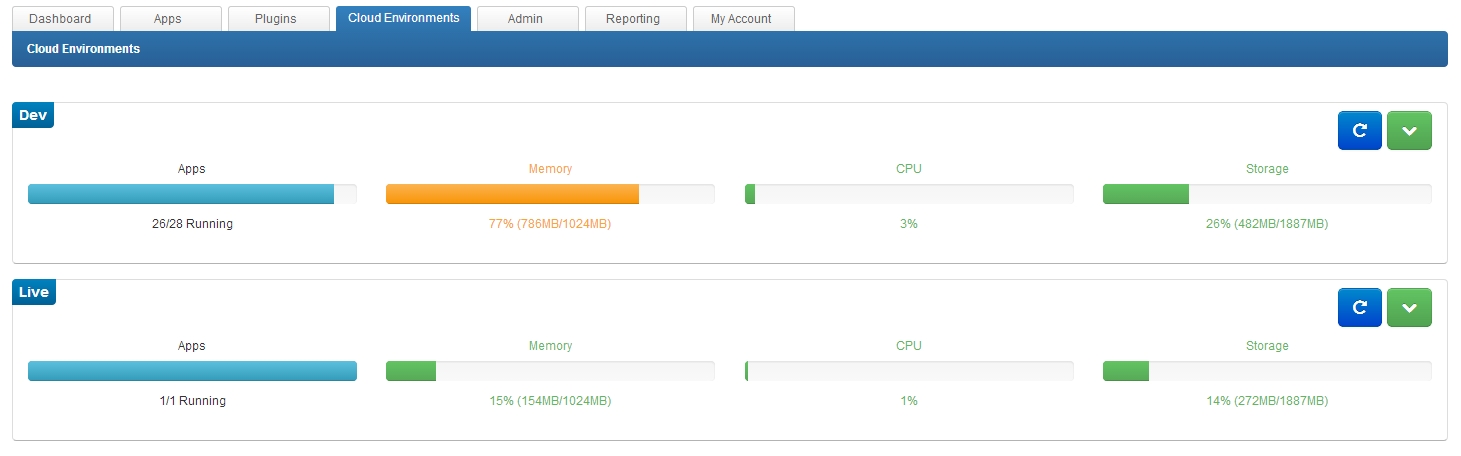 Dashboard Apps Plugins Cloud Environments Admin Reporting My Account
Cloud Environments
Dev
Apps Memory CPU Storage
26/28 Running 77% (786MB/1024MB) 3% 26% (482MB/1887MB)
Live
Apps Memory CPU Storage
1/1 Running 15% (154MB/1024MB) 1% 14% (272MB/1887MB)